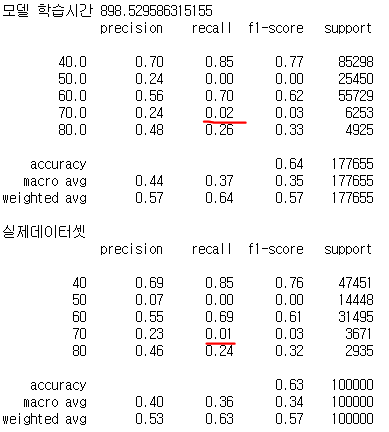 모델 학습시간 898.529586315155
precision recall f1-score support
40.0 0.70 0.85 0.77 85298
50.0 0.24 0.00 0.00 25450
60.0 0.56 0.70 0.62 55729
70.0 0.24 0.02 0.03 6253
80.0 0.48 0.26 0.33 4925
accuracy 0.64 177655
macro avg 0.44 0.37 0.35 177655
weighted avg 0.57 0.64 0.57 177655
실제데이터셋
precision recall f1-score support
40 0.69 0.85 0.76 47451
50 0.07 0.00 0.00 14448
60 0.55 0.69 0.61 31495
70 0.23 0.01 0.03 3671
80 0.46 0.24 0.32 2935
accuracy 0.63 100000
macro avg 0.40 0.36 0.34 100000
weighted avg 0.53 0.63 0.57 100000